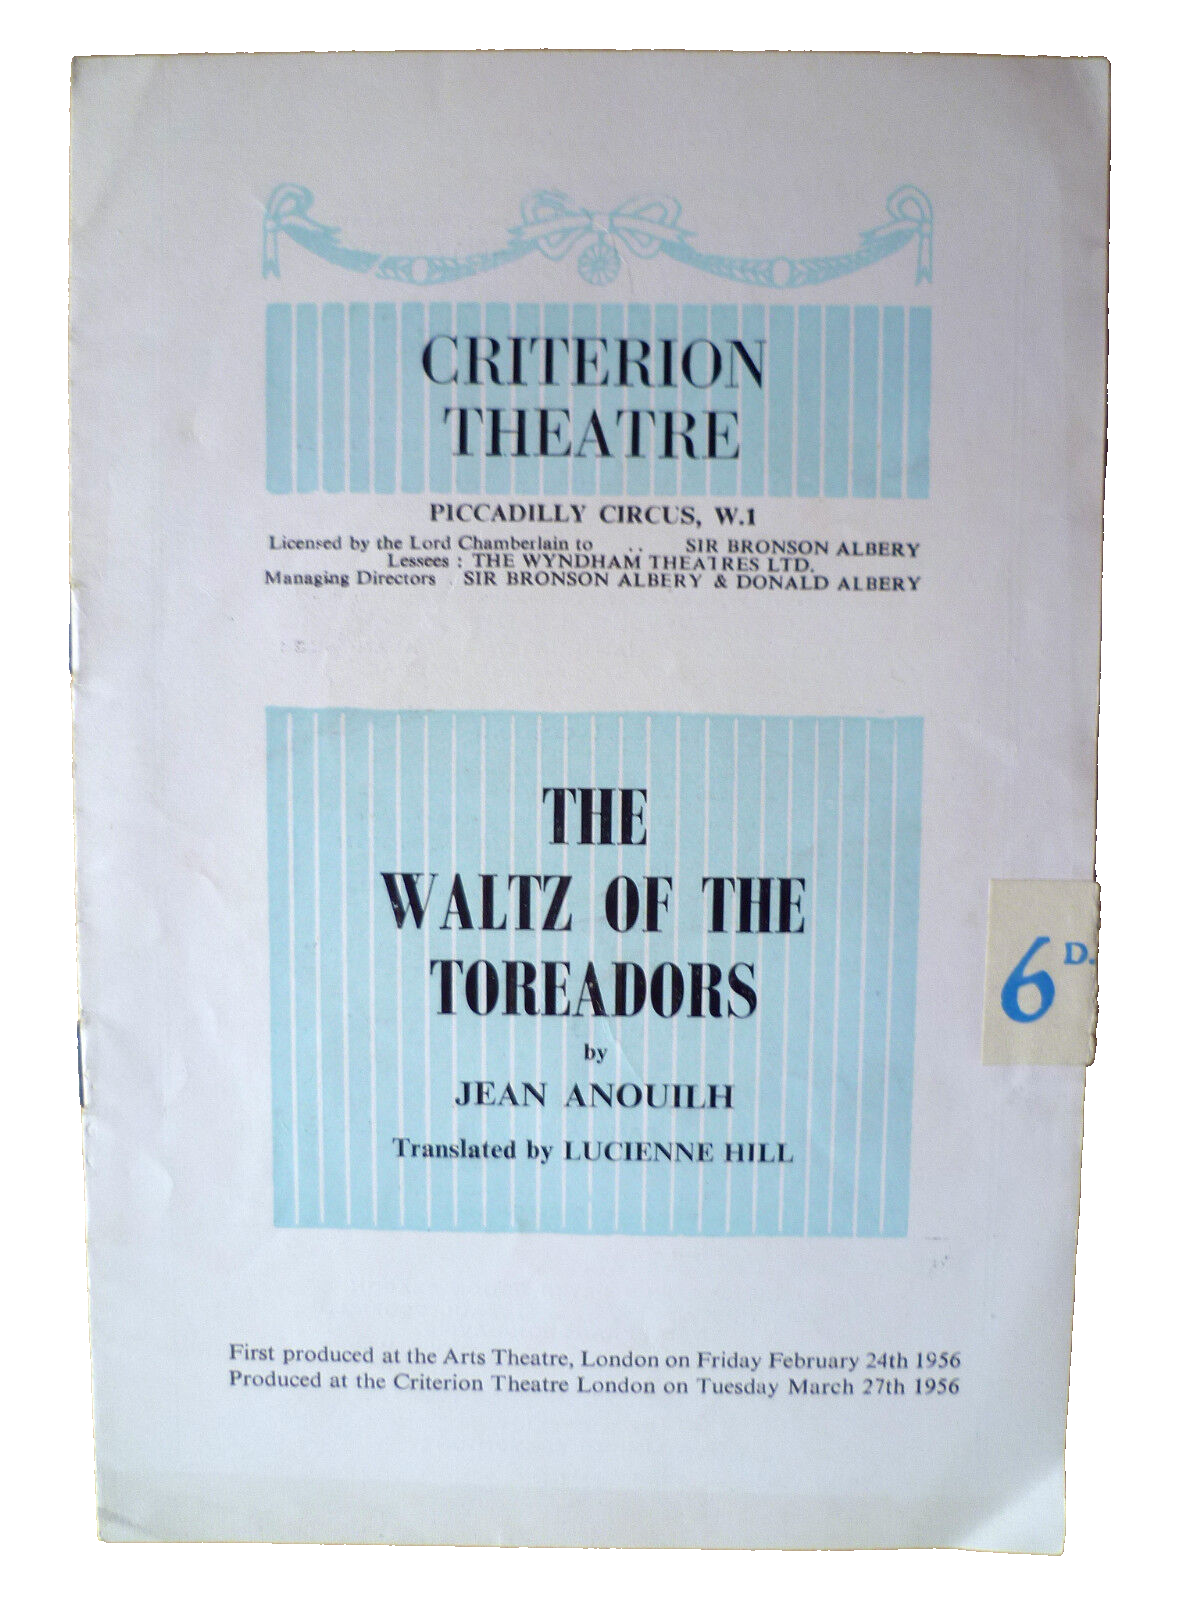 CRITERION
THEATRE
PICCADILLY CIRCUS, W.1
Licensed by the Lord Chamberlain to .. SIR BRONSON ALBERY
Lessees : THE WYNDHAM THEATRES LTD.
Managing Directors . SIR BRONSON ALBERY & DONALD ALBERY
THE
WALTZ OF THE
TOREADORS
by
JEAN ANOUILH
Translated by LUCIENNE HILL
6D.
First produced at the Arts Theatre, London on Friday February 24th 1956
Produced at the Criterion Theatre London on Tuesday March 27th 1956